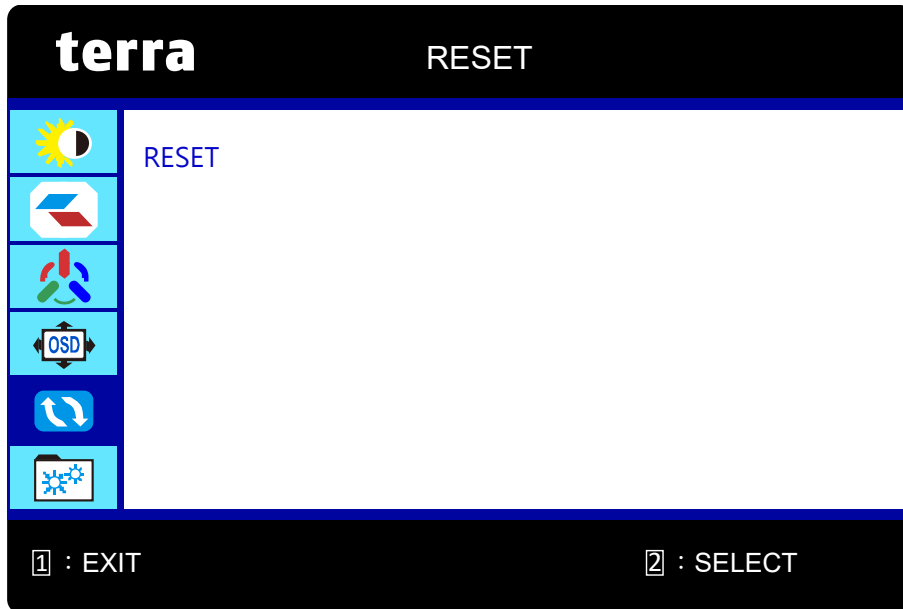 terra
RESET
RESET
OSD
1 : EXIT
2 : SELECT